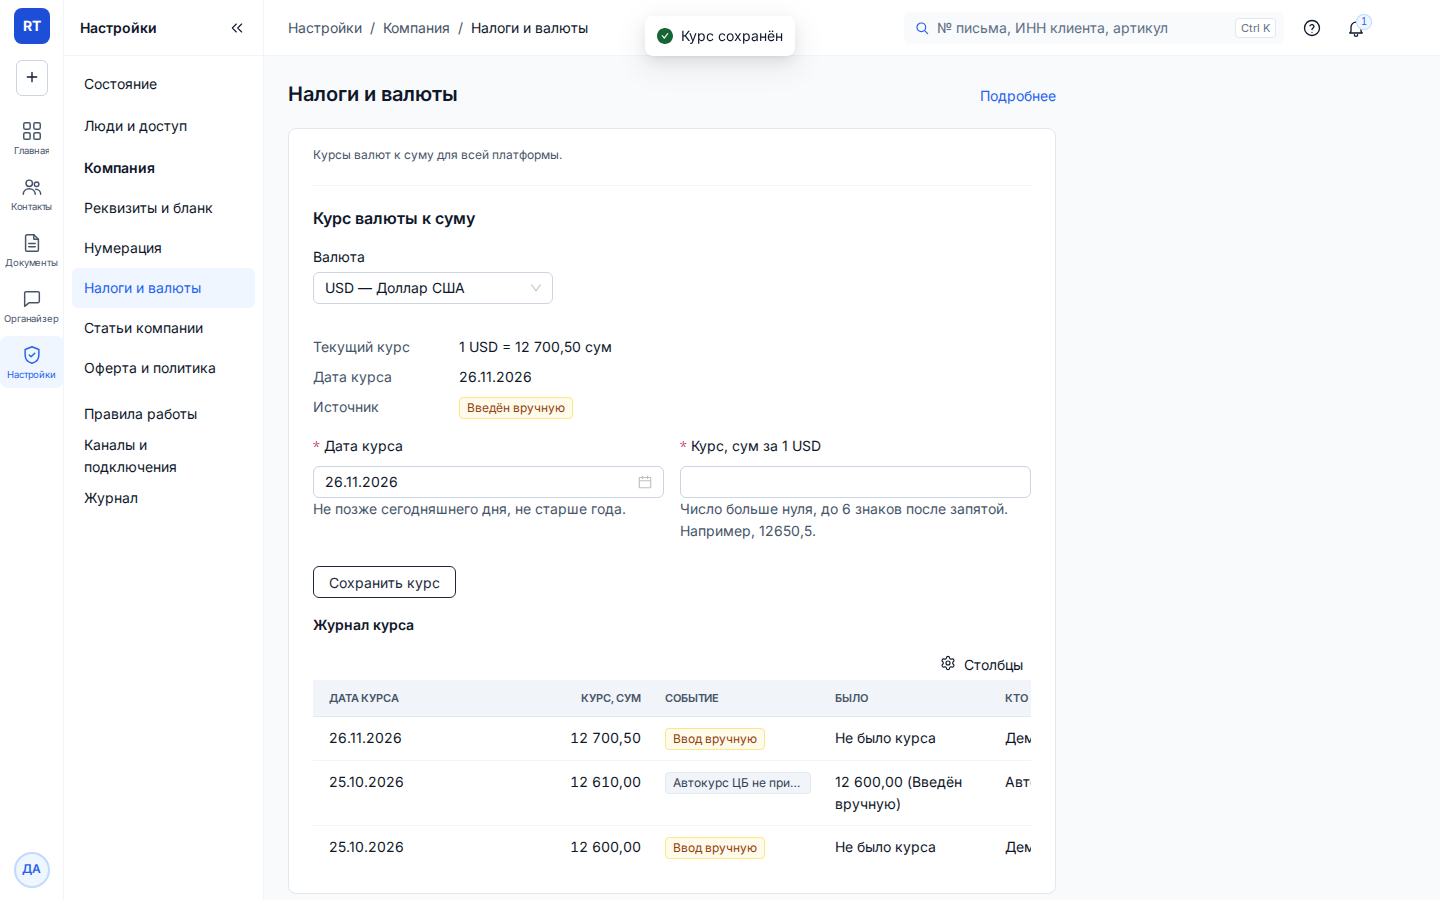 RT
Настройки
Настройки / Компания / Налоги и валюты
Курс сохранён
№ письма, ИНН клиента, артикул
Ctrl K
1
Главная
Контакты
Документы
Органайзер
Настройки
ДА
Состояние
Люди и доступ
Компания
Реквизиты и бланк
Нумерация
Налоги и валюты
Статьи компании
Оферта и политика
Правила работы
Каналы и
подключения
Журнал
Налоги и валюты
Подробнее
Курсы валют к суму для всей платформы.
Курс валюты к суму
Валюта
USD — Доллар США
Текущий курс 1 USD = 12 700,50 сум
Дата курса 26.11.2026
Источник Введён вручную
* Дата курса
* Курс, сум за 1 USD
26.11.2026
Не позже сегодняшнего дня, не старше года.
Число больше нуля, до 6 знаков после запятой.
Например, 12650,5.
Сохранить курс
Журнал курса
Столбцы
ДАТА КУРСА КУРС, СУМ СОБЫТИЕ БЫЛО КТО
26.11.2026 12 700,50 Ввод вручную Не было курса Дем
25.10.2026 12 610,00 Автокурс ЦБ не при... 12 600,00 (Введён Авт
вручную)
25.10.2026 12 600,00 Ввод вручную Не было курса Дем